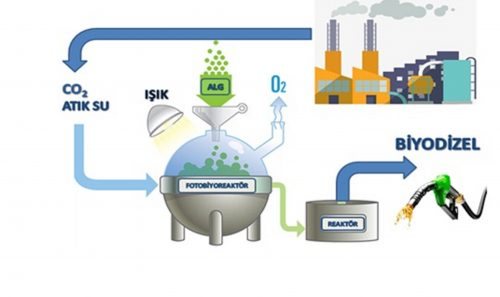 CO₂
ATIK SU
IŞIK
ALG
O₂
FOTOBİYOREAKTÖR
REAKTÖR
BİYODİZEL